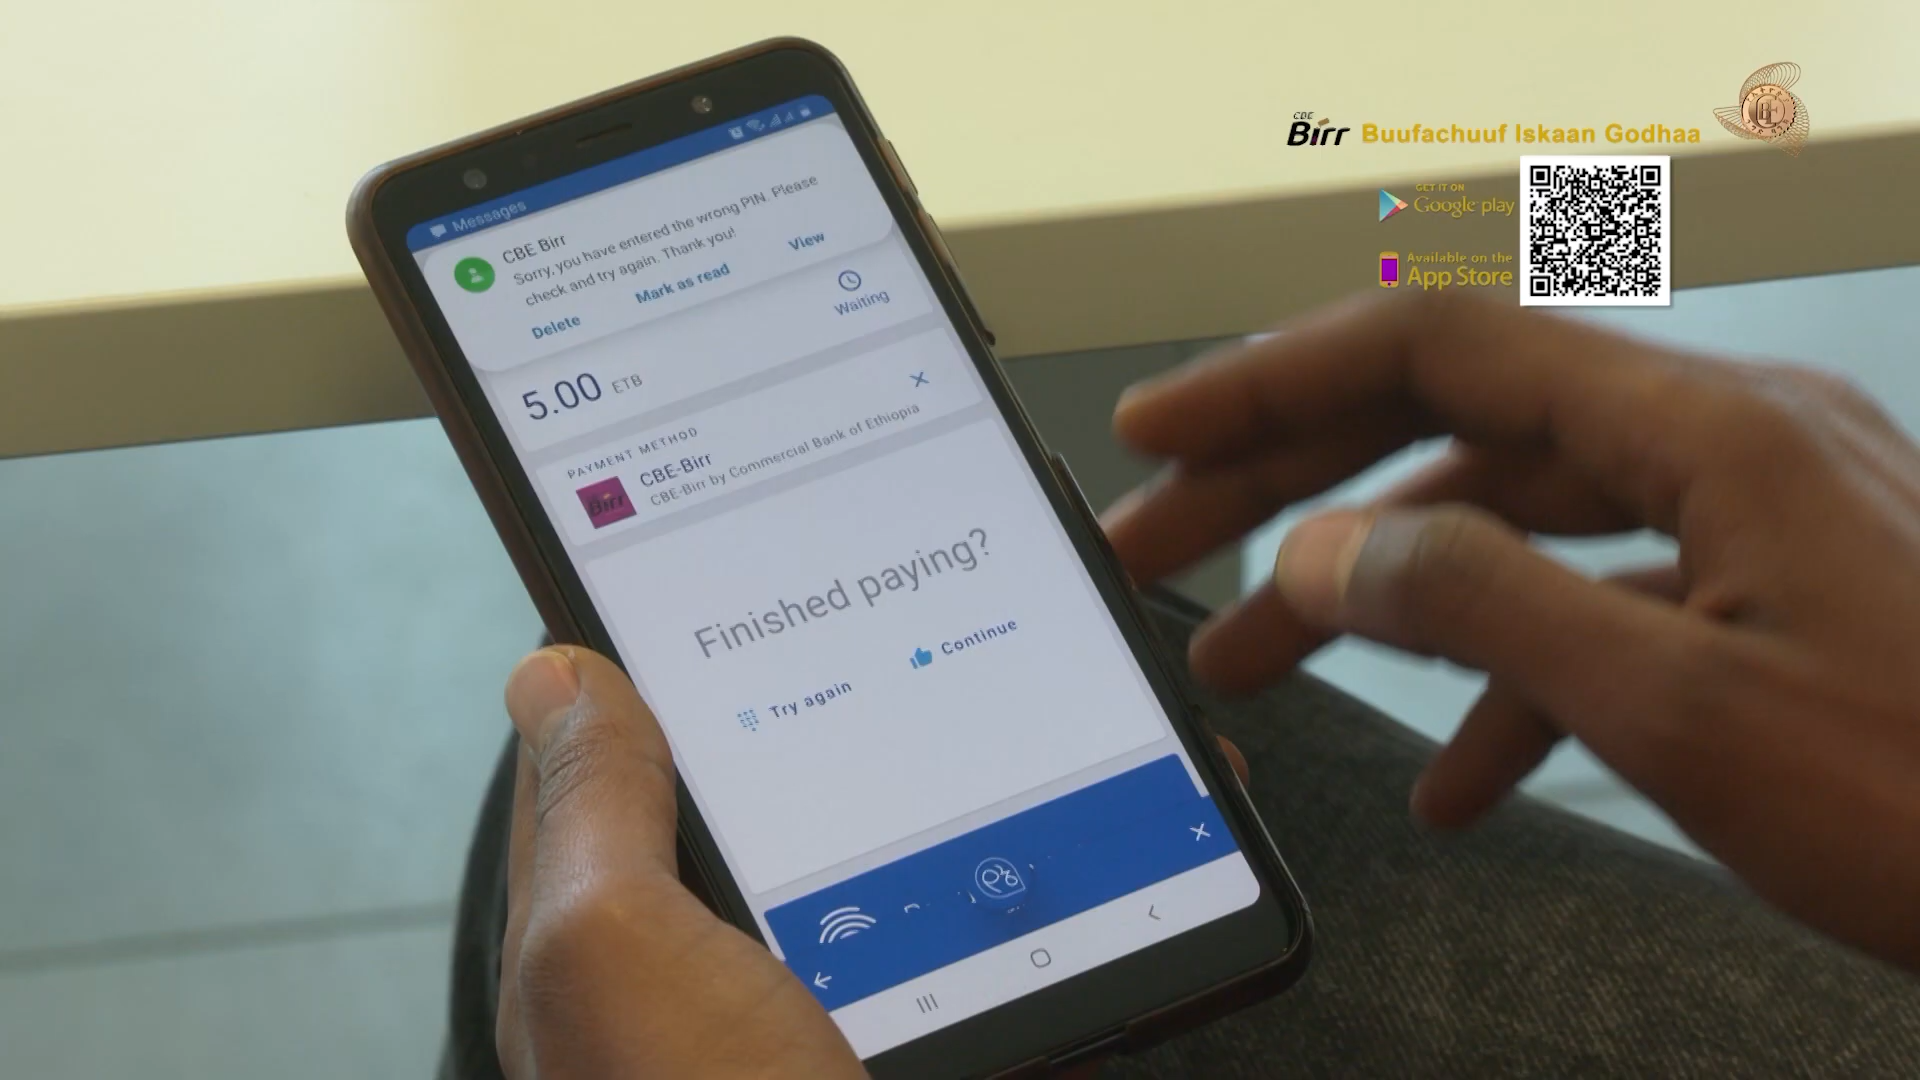 CBE
Birr Buufachuuf Iskaan Godhaa
GET IT ON
Google play
Available on the
App Store
Messages
CBE Birr
Sorry, you have entered the wrong PIN. Please
check and try again. Thank you!
Delete Mark as read View
Waiting
5.00 ETB
PAYMENT METHOD
Birr
CBE-Birr
CBE-Birr by Commercial Bank of Ethiopia
Finished paying?
Try again Continue